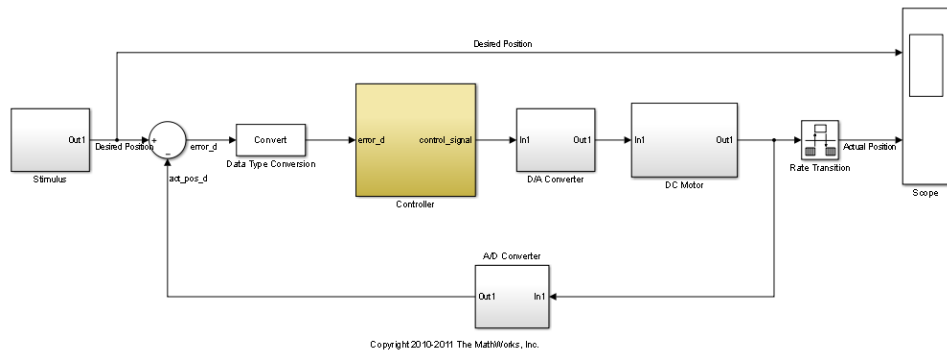 Desired Position
Out1
Stimulus
Desired Position
+
−
error_d
act_pos_d
Convert
Data Type Conversion
error_d
control_signal
Controller
In1
Out1
D/A Converter
In1
Out1
DC Motor
Rate Transition
Actual Position
Scope
A/D Converter
Out1
In1
Copyright 2010-2011 The MathWorks, Inc.